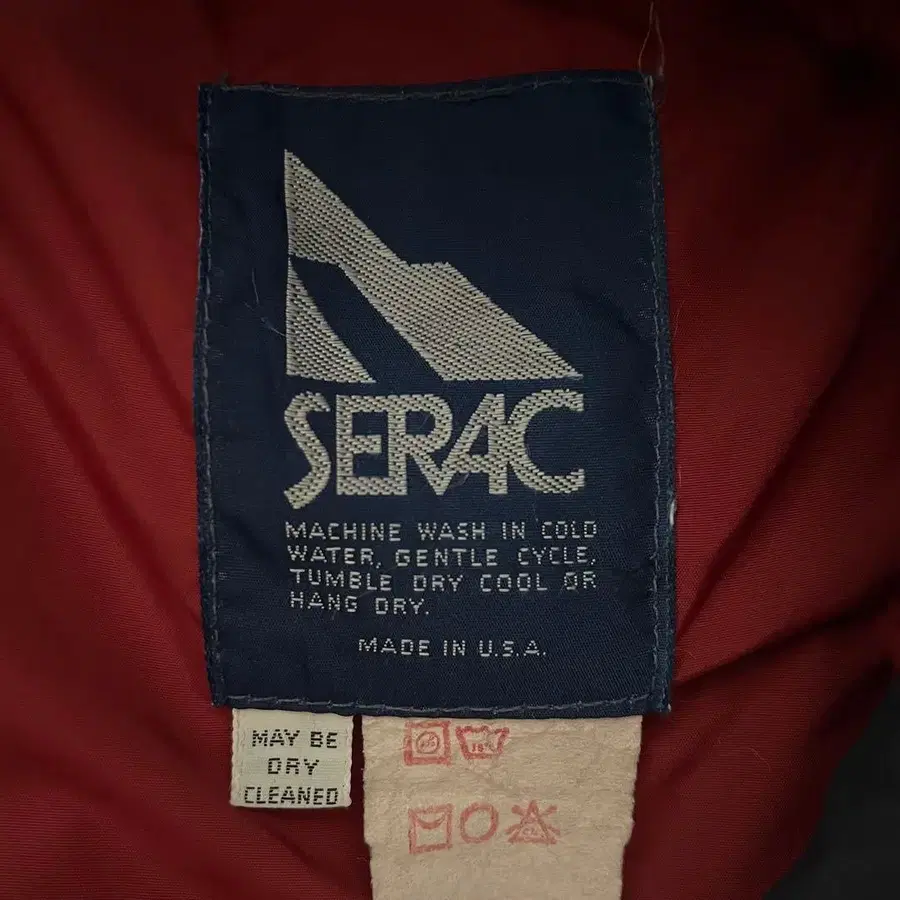 SERAC
MACHINE WASH IN COLD
WATER, GENTLE CYCLE,
TUMBLE DRY COOL OR
HANG DRY.
MADE IN U.S.A.
MAY BE
DRY
CLEANED